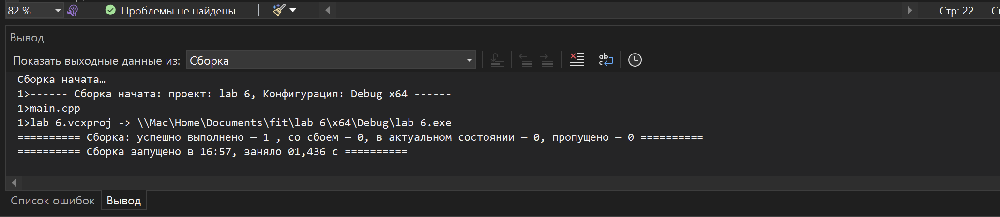 82 % Проблемы не найдены. Стр: 22
Вывод
Показать выходные данные из: Сборка
Сборка начата…
1>------ Сборка начата: проект: lab 6, Конфигурация: Debug x64 ------
1>main.cpp
1>lab 6.vcxproj -> \\Mac\Home\Documents\fit\lab 6\x64\Debug\lab 6.exe
========== Сборка: успешно выполнено — 1 , со сбоем — 0, в актуальном состоянии — 0, пропущено — 0 ==========
========== Сборка запущено в 16:57, заняло 01,436 с ==========
Список ошибок Вывод